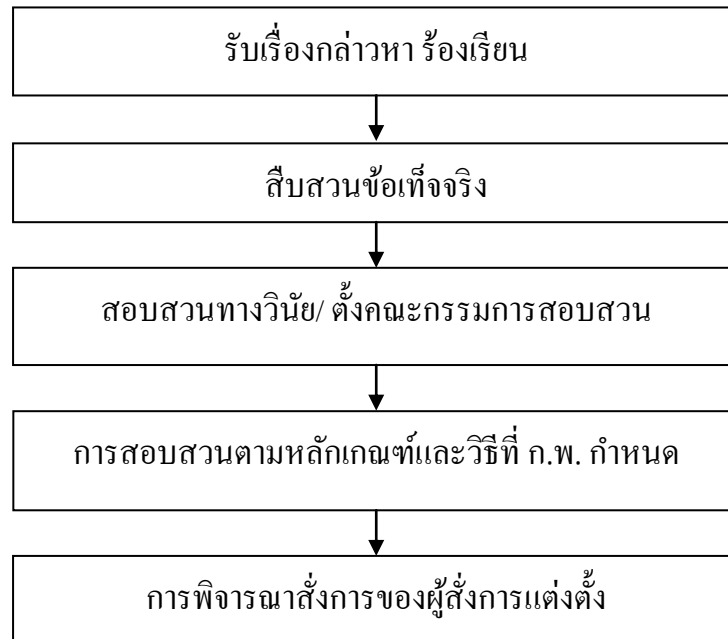 รับเรื่องกล่าวหา ร้องเรียน
สืบสวนข้อเท็จจริง
สอบสวนทางวินัย/ ตั้งคณะกรรมการสอบสวน
การสอบสวนตามหลักเกณฑ์และวิธีที่ ก.พ. กำหนด
การพิจารณาสั่งการของผู้สั่งการแต่งตั้ง